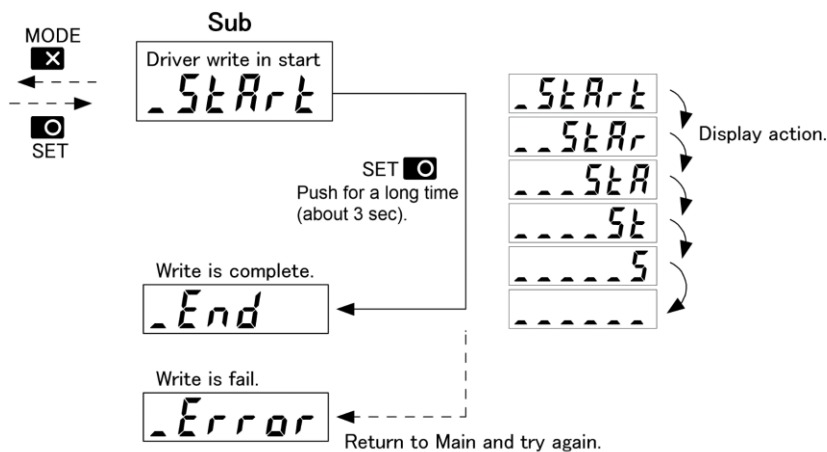 Sub
MODE
Driver write in start
_StArt
SET
SET
Push for a long time
(about 3 sec).
_StArt
__StAr
___StA
____St
_____S
______
Display action.
Write is complete.
_End
Write is fail.
_Error
Return to Main and try again.